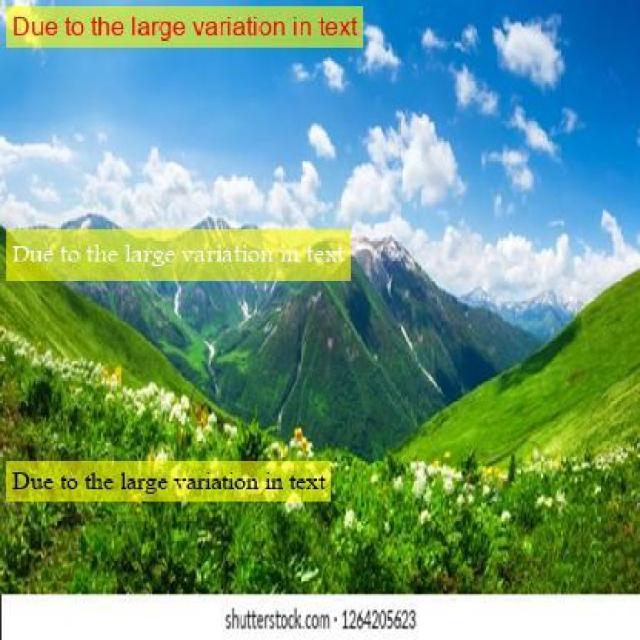 Due to the large variation in text
Due to the large variation in text
Due to the large variation in text
shutterstock.com · 1264205623